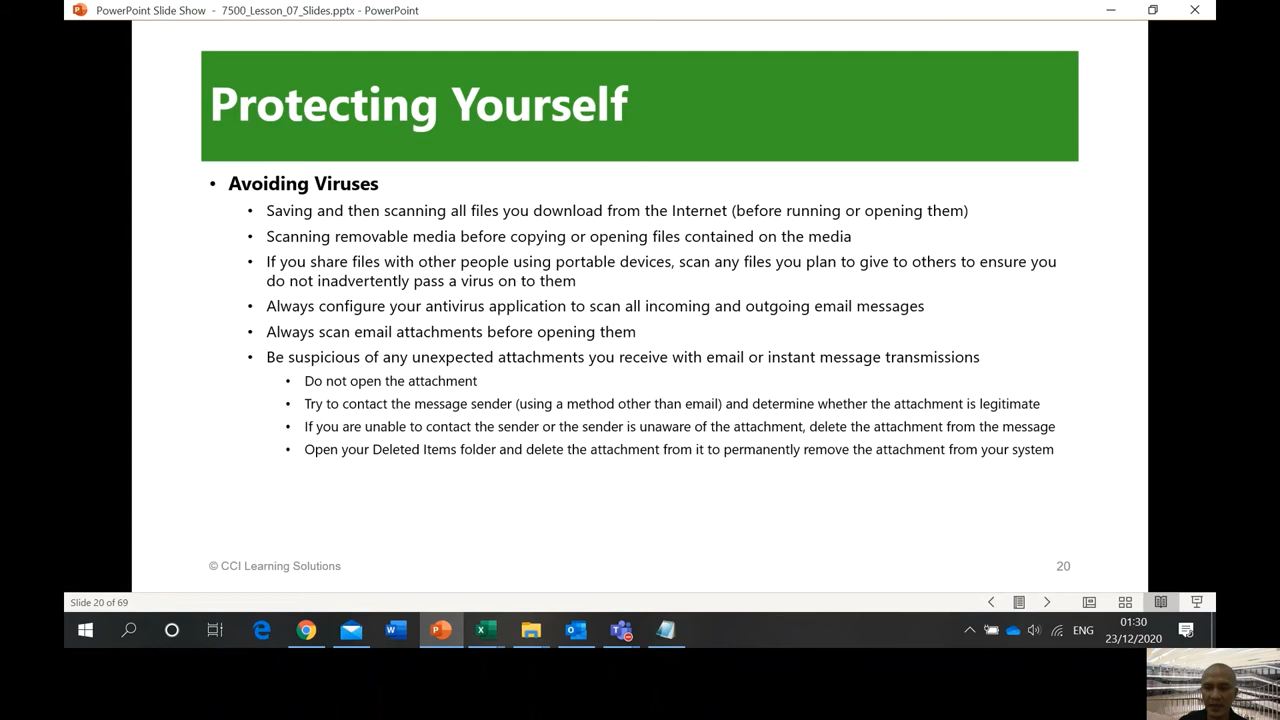 PowerPoint Slide Show - 7500_Lesson_07_Slides.pptx - PowerPoint
Protecting Yourself
• Avoiding Viruses
• Saving and then scanning all files you download from the Internet (before running or opening them)
• Scanning removable media before copying or opening files contained on the media
• If you share files with other people using portable devices, scan any files you plan to give to others to ensure you
do not inadvertently pass a virus on to them
• Always configure your antivirus application to scan all incoming and outgoing email messages
• Always scan email attachments before opening them
• Be suspicious of any unexpected attachments you receive with email or instant message transmissions
• Do not open the attachment
• Try to contact the message sender (using a method other than email) and determine whether the attachment is legitimate
• If you are unable to contact the sender or the sender is unaware of the attachment, delete the attachment from the message
• Open your Deleted Items folder and delete the attachment from it to permanently remove the attachment from your system
© CCI Learning Solutions
20
Slide 20 of 69
ENG
01:30
23/12/2020